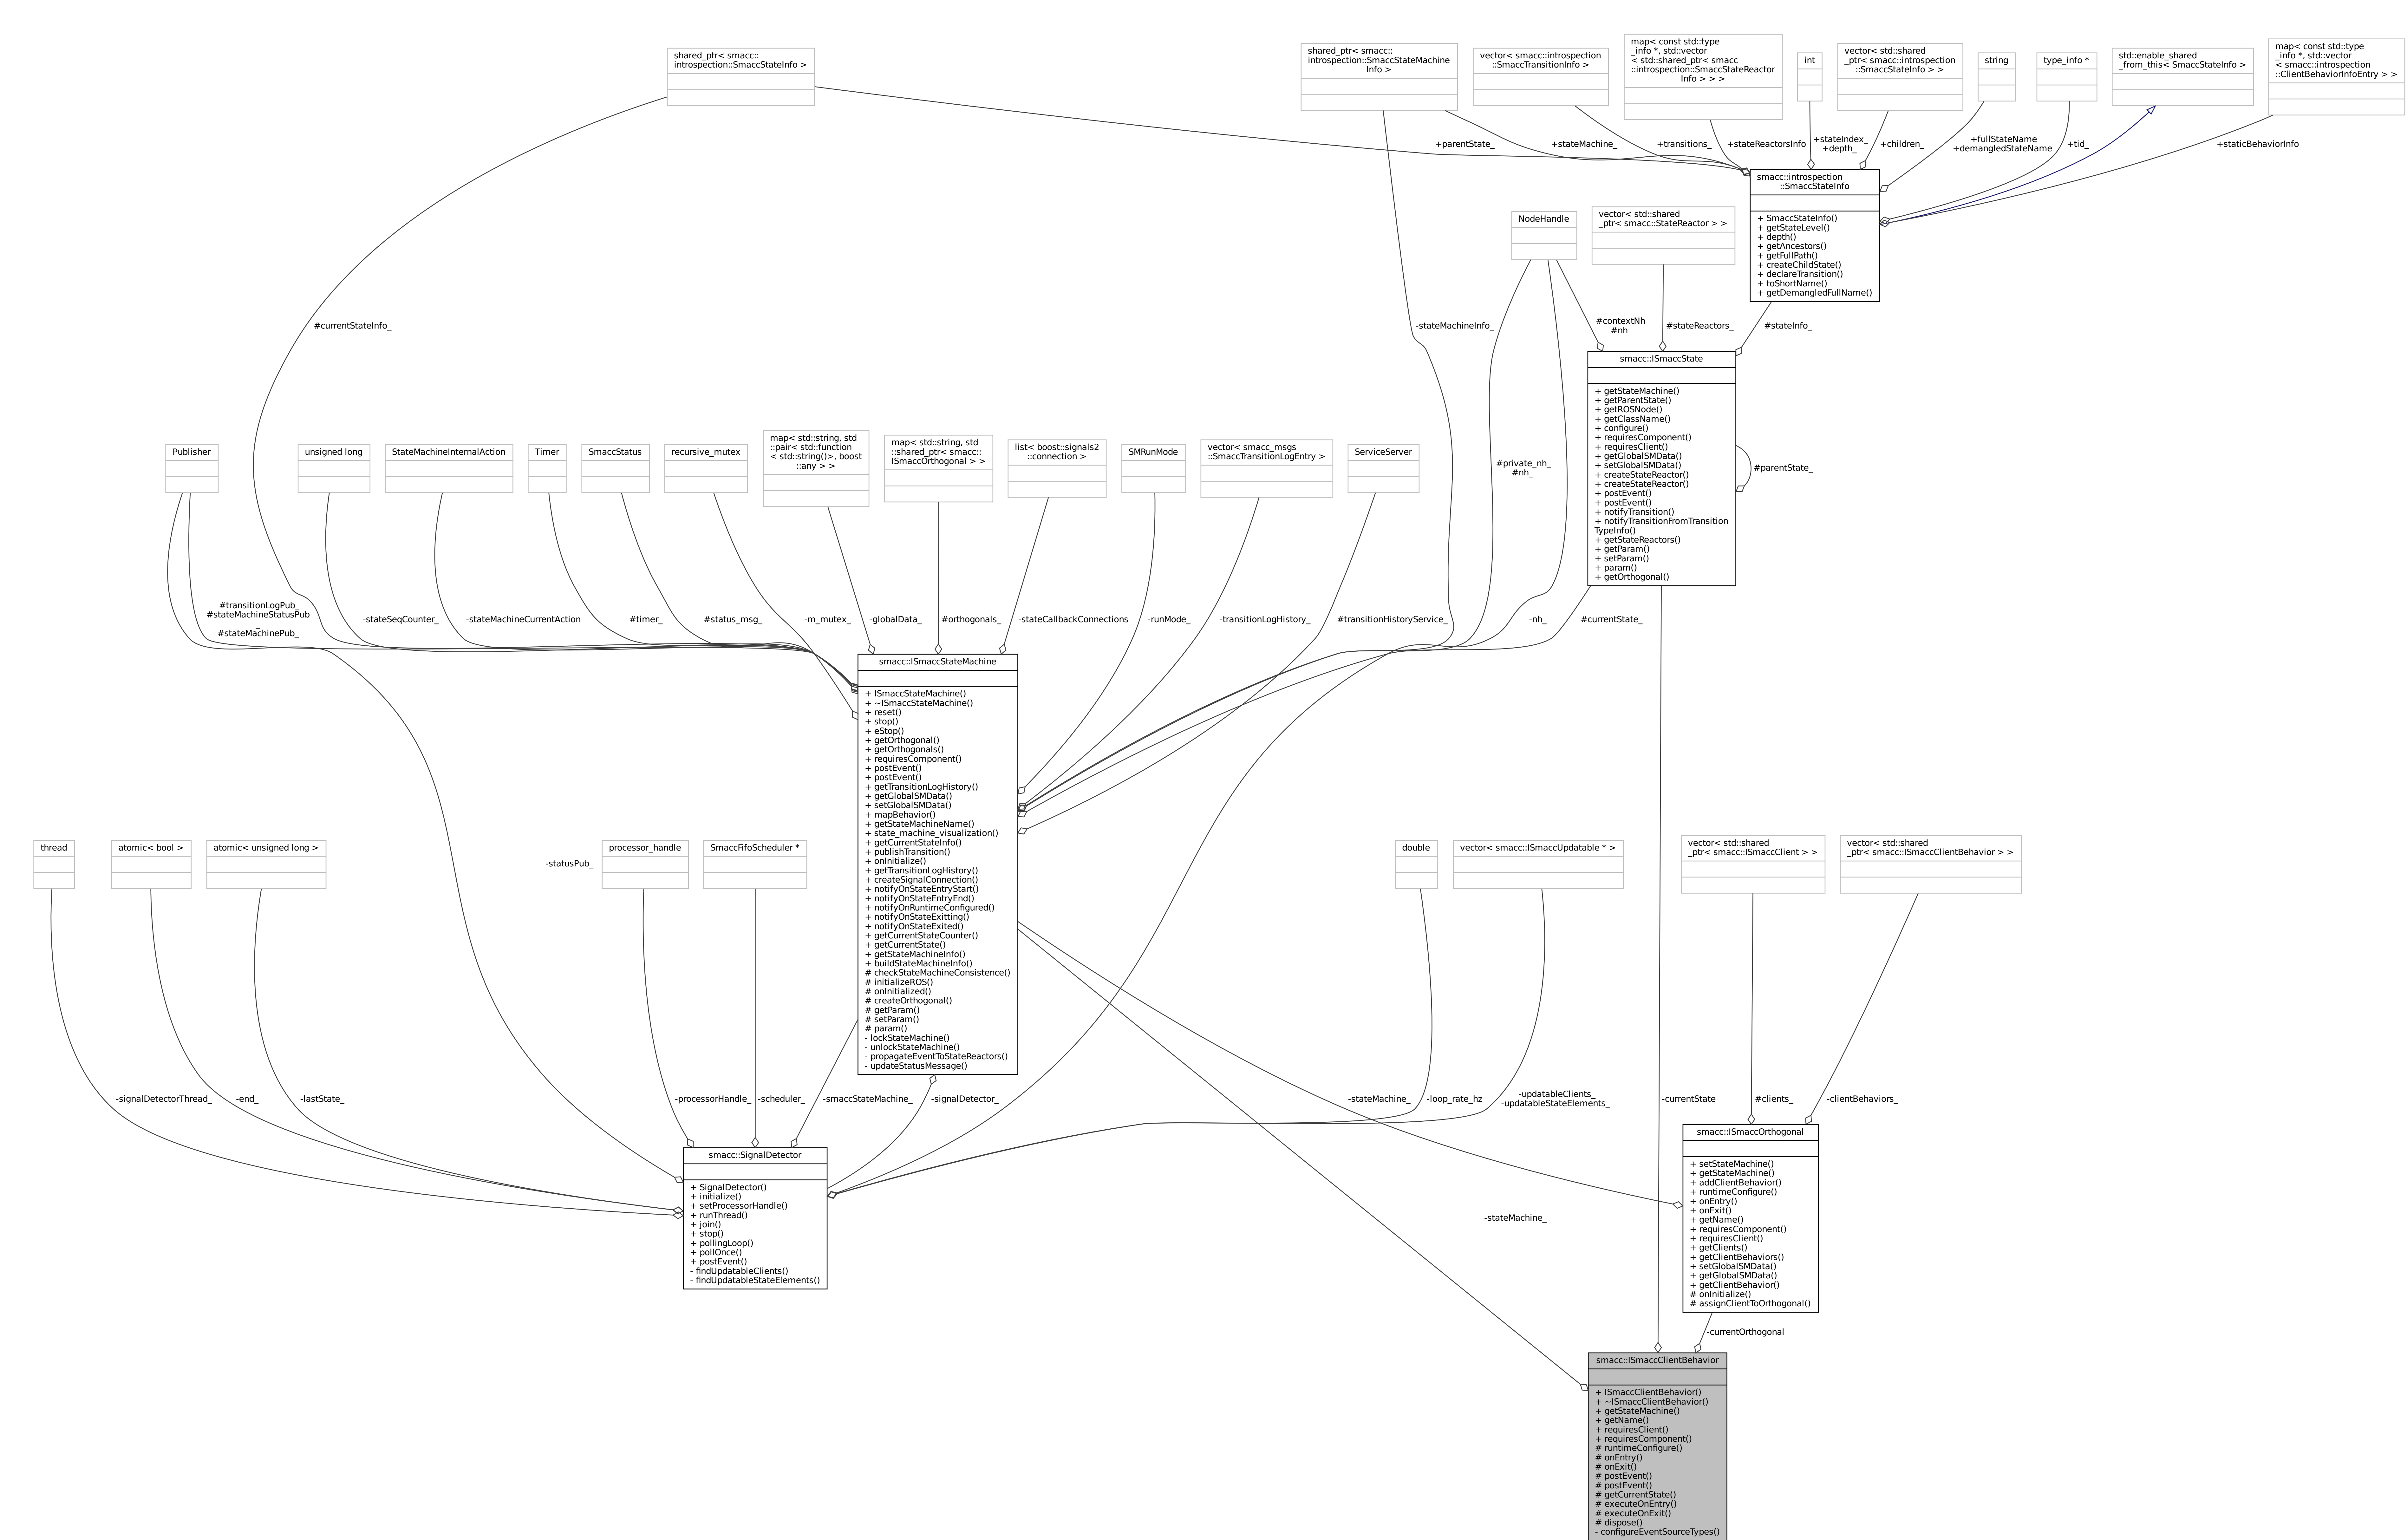 shared_ptr< smacc::
introspection::SmaccStateInfo >
shared_ptr< smacc::
introspection::SmaccStateMachine
Info >
vector< smacc::introspection
::SmaccTransitionInfo >
map< const std::type
_info *, std::vector
< std::shared_ptr< smacc
::introspection::SmaccStateReactor
Info > > >
int
vector< std::shared
_ptr< smacc::introspection
::SmaccStateInfo > >
string
type_info *
std::enable_shared
_from_this< SmaccStateInfo >
map< const std::type
_info *, std::vector
< smacc::introspection
::ClientBehaviorInfoEntry > >
+parentState_
+stateMachine_
+transitions_
+stateReactorsInfo
+stateIndex_
+depth_
+children_
+fullStateName
+demangledStateName
+tid_
+staticBehaviorInfo
smacc::introspection
::SmaccStateInfo
+ SmaccStateInfo()
+ getStateLevel()
+ depth()
+ getAncestors()
+ getFullPath()
+ createChildState()
+ declareTransition()
+ toShortName()
+ getDemangledFullName()
NodeHandle
vector< std::shared
_ptr< smacc::StateReactor > >
#currentStateInfo_
-stateMachineInfo_
#contextNh
#nh
#stateReactors_
#stateInfo_
smacc::ISmaccState
+ getStateMachine()
+ getParentState()
+ getROSNode()
+ getClassName()
+ configure()
+ requiresComponent()
+ requiresClient()
+ getGlobalSMData()
+ setGlobalSMData()
+ createStateReactor()
+ createStateReactor()
+ postEvent()
+ postEvent()
+ notifyTransition()
+ notifyTransitionFromTransition
TypeInfo()
+ getStateReactors()
+ getParam()
+ setParam()
+ param()
+ getOrthogonal()
#parentState_
Publisher
unsigned long
StateMachineInternalAction
Timer
SmaccStatus
recursive_mutex
map< std::string, std
::pair< std::function
< std::string()>, boost
::any > >
map< std::string, std
::shared_ptr< smacc::
ISmaccOrthogonal > >
list< boost::signals2
::connection >
SMRunMode
vector< smacc_msgs
::SmaccTransitionLogEntry >
ServiceServer
#private_nh_
#nh_
#transitionLogPub_
#stateMachineStatusPub
_
#stateMachinePub_
-stateSeqCounter_
-stateMachineCurrentAction
#timer_
#status_msg_
-m_mutex_
-globalData_
#orthogonals_
-stateCallbackConnections
-runMode_
-transitionLogHistory_
#transitionHistoryService_
-nh_
#currentState_
smacc::ISmaccStateMachine
+ ISmaccStateMachine()
+ ~ISmaccStateMachine()
+ reset()
+ stop()
+ eStop()
+ getOrthogonal()
+ getOrthogonals()
+ requiresComponent()
+ postEvent()
+ postEvent()
+ getTransitionLogHistory()
+ getGlobalSMData()
+ setGlobalSMData()
+ mapBehavior()
+ getStateMachineName()
+ state_machine_visualization()
+ getCurrentStateInfo()
+ publishTransition()
+ onInitialize()
+ getTransitionLogHistory()
+ createSignalConnection()
+ notifyOnStateEntryStart()
+ notifyOnStateEntryEnd()
+ notifyOnRuntimeConfigured()
+ notifyOnStateExitting()
+ notifyOnStateExited()
+ getCurrentStateCounter()
+ getCurrentState()
+ getStateMachineInfo()
+ buildStateMachineInfo()
# checkStateMachineConsistence()
# initializeROS()
# onInitialized()
# createOrthogonal()
# getParam()
# setParam()
# param()
- lockStateMachine()
- unlockStateMachine()
- propagateEventToStateReactors()
- updateStatusMessage()
thread
atomic< bool >
atomic< unsigned long >
-statusPub_
processor_handle
SmaccFifoScheduler *
double
vector< smacc::ISmaccUpdatable * >
vector< std::shared
_ptr< smacc::ISmaccClient > >
vector< std::shared
_ptr< smacc::ISmaccClientBehavior > >
-signalDetectorThread_
-end_
-lastState_
-processorHandle_
-scheduler_
-smaccStateMachine_
-signalDetector_
-stateMachine_
-loop_rate_hz
-updatableClients_
-updatableStateElements_
-currentState
#clients_
-clientBehaviors_
smacc::SignalDetector
+ SignalDetector()
+ initialize()
+ setProcessorHandle()
+ runThread()
+ join()
+ stop()
+ pollingLoop()
+ pollOnce()
+ postEvent()
- findUpdatableClients()
- findUpdatableStateElements()
smacc::ISmaccOrthogonal
+ setStateMachine()
+ getStateMachine()
+ addClientBehavior()
+ runtimeConfigure()
+ onEntry()
+ onExit()
+ getName()
+ requiresComponent()
+ requiresClient()
+ getClients()
+ getClientBehaviors()
+ setGlobalSMData()
+ getGlobalSMData()
+ getClientBehavior()
# onInitialize()
# assignClientToOrthogonal()
-stateMachine_
-currentOrthogonal
smacc::ISmaccClientBehavior
+ ISmaccClientBehavior()
+ ~ISmaccClientBehavior()
+ getStateMachine()
+ getName()
+ requiresClient()
+ requiresComponent()
# runtimeConfigure()
# onEntry()
# onExit()
# postEvent()
# postEvent()
# getCurrentState()
# executeOnEntry()
# executeOnExit()
# dispose()
- configureEventSourceTypes()